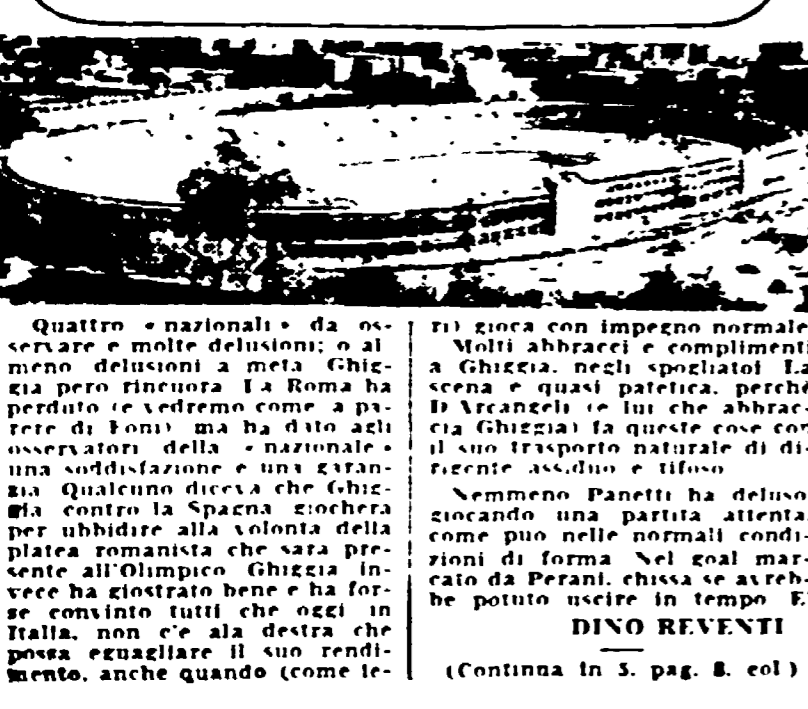 Quattro « nazionali » da os-
servare e molte delusioni; o al
meno delusioni a metà Ghig-
gia però rincuora La Roma ha
perduto (e vedremo come a pa-
rere di Foni) ma ha dato agli
osservatori della « nazionale »
una soddisfazione e una garan-
zia Qualcuno diceva che Ghig-
gia contro la Spagna giocherà
per ubbidire alla volontà della
platea romanista che sarà pre-
sente all'Olimpico Ghiggia in-
vece ha giostrato bene e ha for-
se convinto tutti che oggi in
Italia, non c'è ala destra che
possa eguagliare il suo rendi-
mento, anche quando (come ie-
ri) gioca con impegno normale
Molti abbracci e complimenti
a Ghiggia, negli spogliatoi La
scena è quasi patetica, perchè
D'Arcangeli (è lui che abbrac-
cia Ghiggia) fa queste cose con
il suo trasporto naturale di di-
rigente assiduo e tifoso
Nemmeno Panetti ha deluso
giocando una partita attenta,
come può nelle normali condi-
zioni di forma Nel goal mar-
cato da Perani, chissà se avreb-
be potuto uscire in tempo E'
DINO REVENTI
(Continua in 3. pag. 8. col)